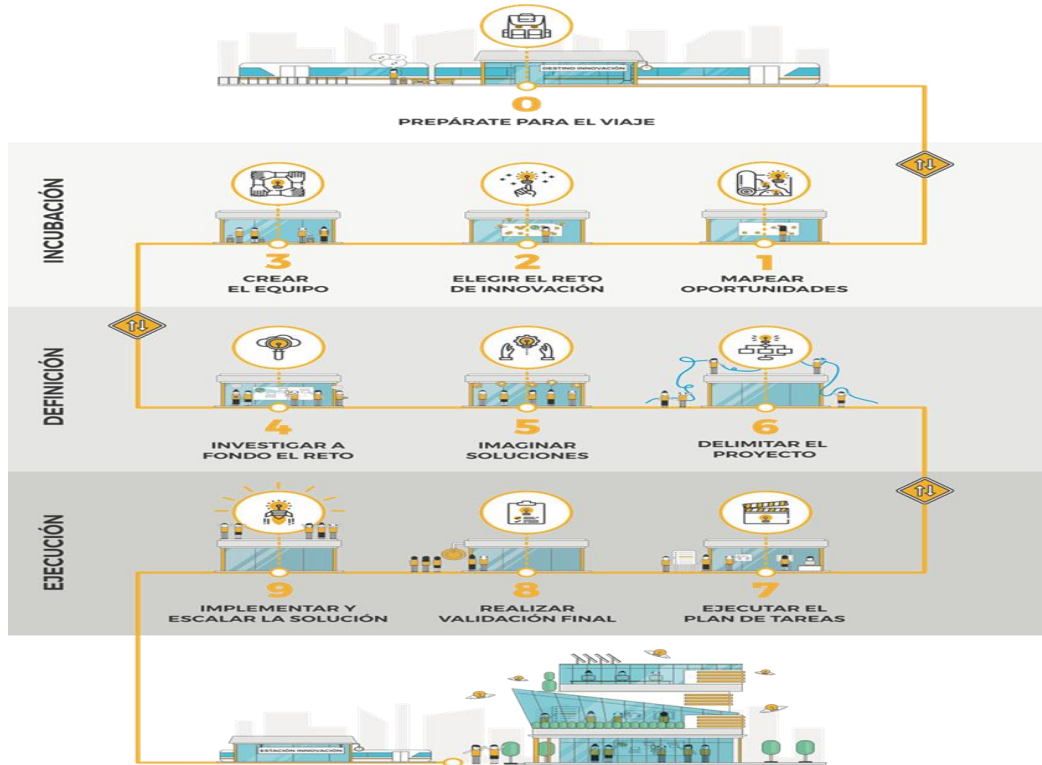 DESTINO INNOVACIÓN
0
PREPÁRATE PARA EL VIAJE
INCUBACIÓN
3
CREAR
EL EQUIPO
2
ELEGIR EL RETO
DE INNOVACIÓN
1
MAPEAR
OPORTUNIDADES
DEFINICIÓN
4
INVESTIGAR A
FONDO EL RETO
5
IMAGINAR
SOLUCIONES
6
DELIMITAR EL
PROYECTO
EJECUCIÓN
9
IMPLEMENTAR Y
ESCALAR LA SOLUCIÓN
8
REALIZAR
VALIDACIÓN FINAL
7
EJECUTAR EL
PLAN DE TAREAS
ESTACIÓN INNOVACIÓN